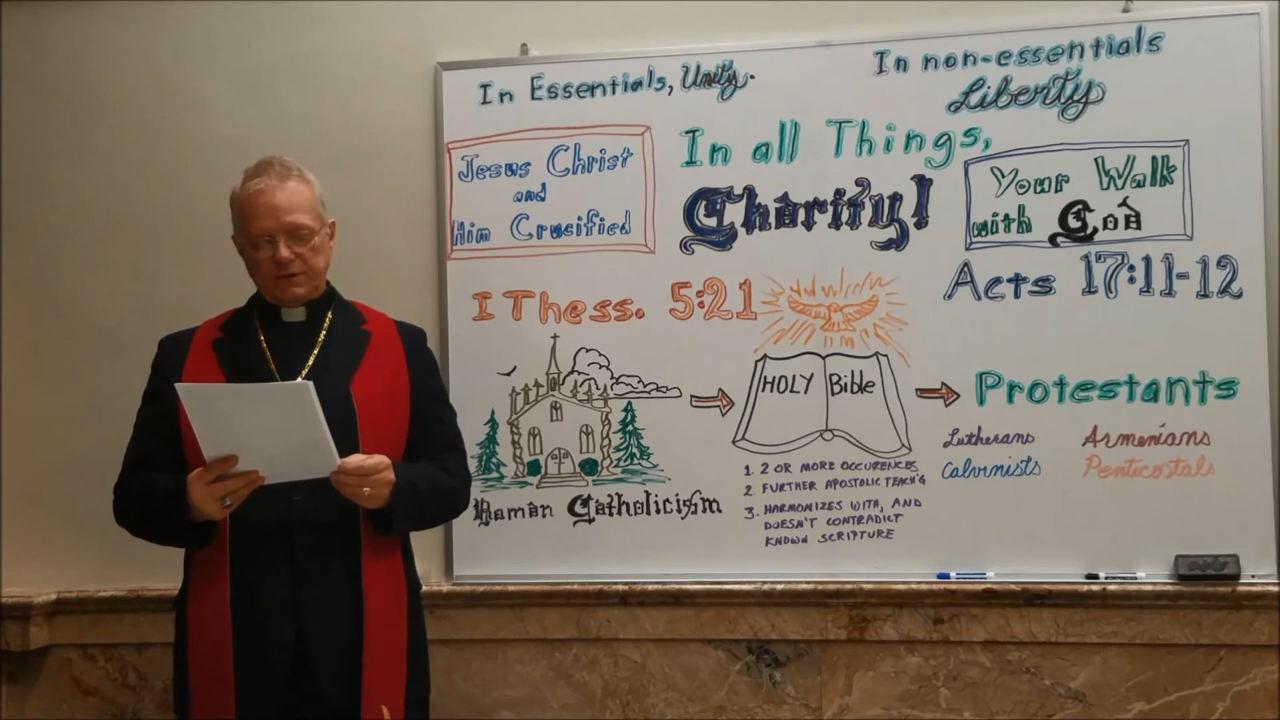 In Essentials, Unity.
In non-essentials
Liberty
In all Things,
Charity!
Jesus Christ
and
Him Crucified
Your Walk
with God
Acts 17:11-12
I Thess. 5:21
HOLY Bible
Protestants
Lutherans
Armenians
Calvinists
Penticostals
Roman Catholicism
1. 2 OR MORE OCCURENCES
2. FURTHER APOSTOLIC TEACH'G
3. HARMONIZES WITH, AND
DOESN'T CONTRADICT
KNOWN SCRIPTURE